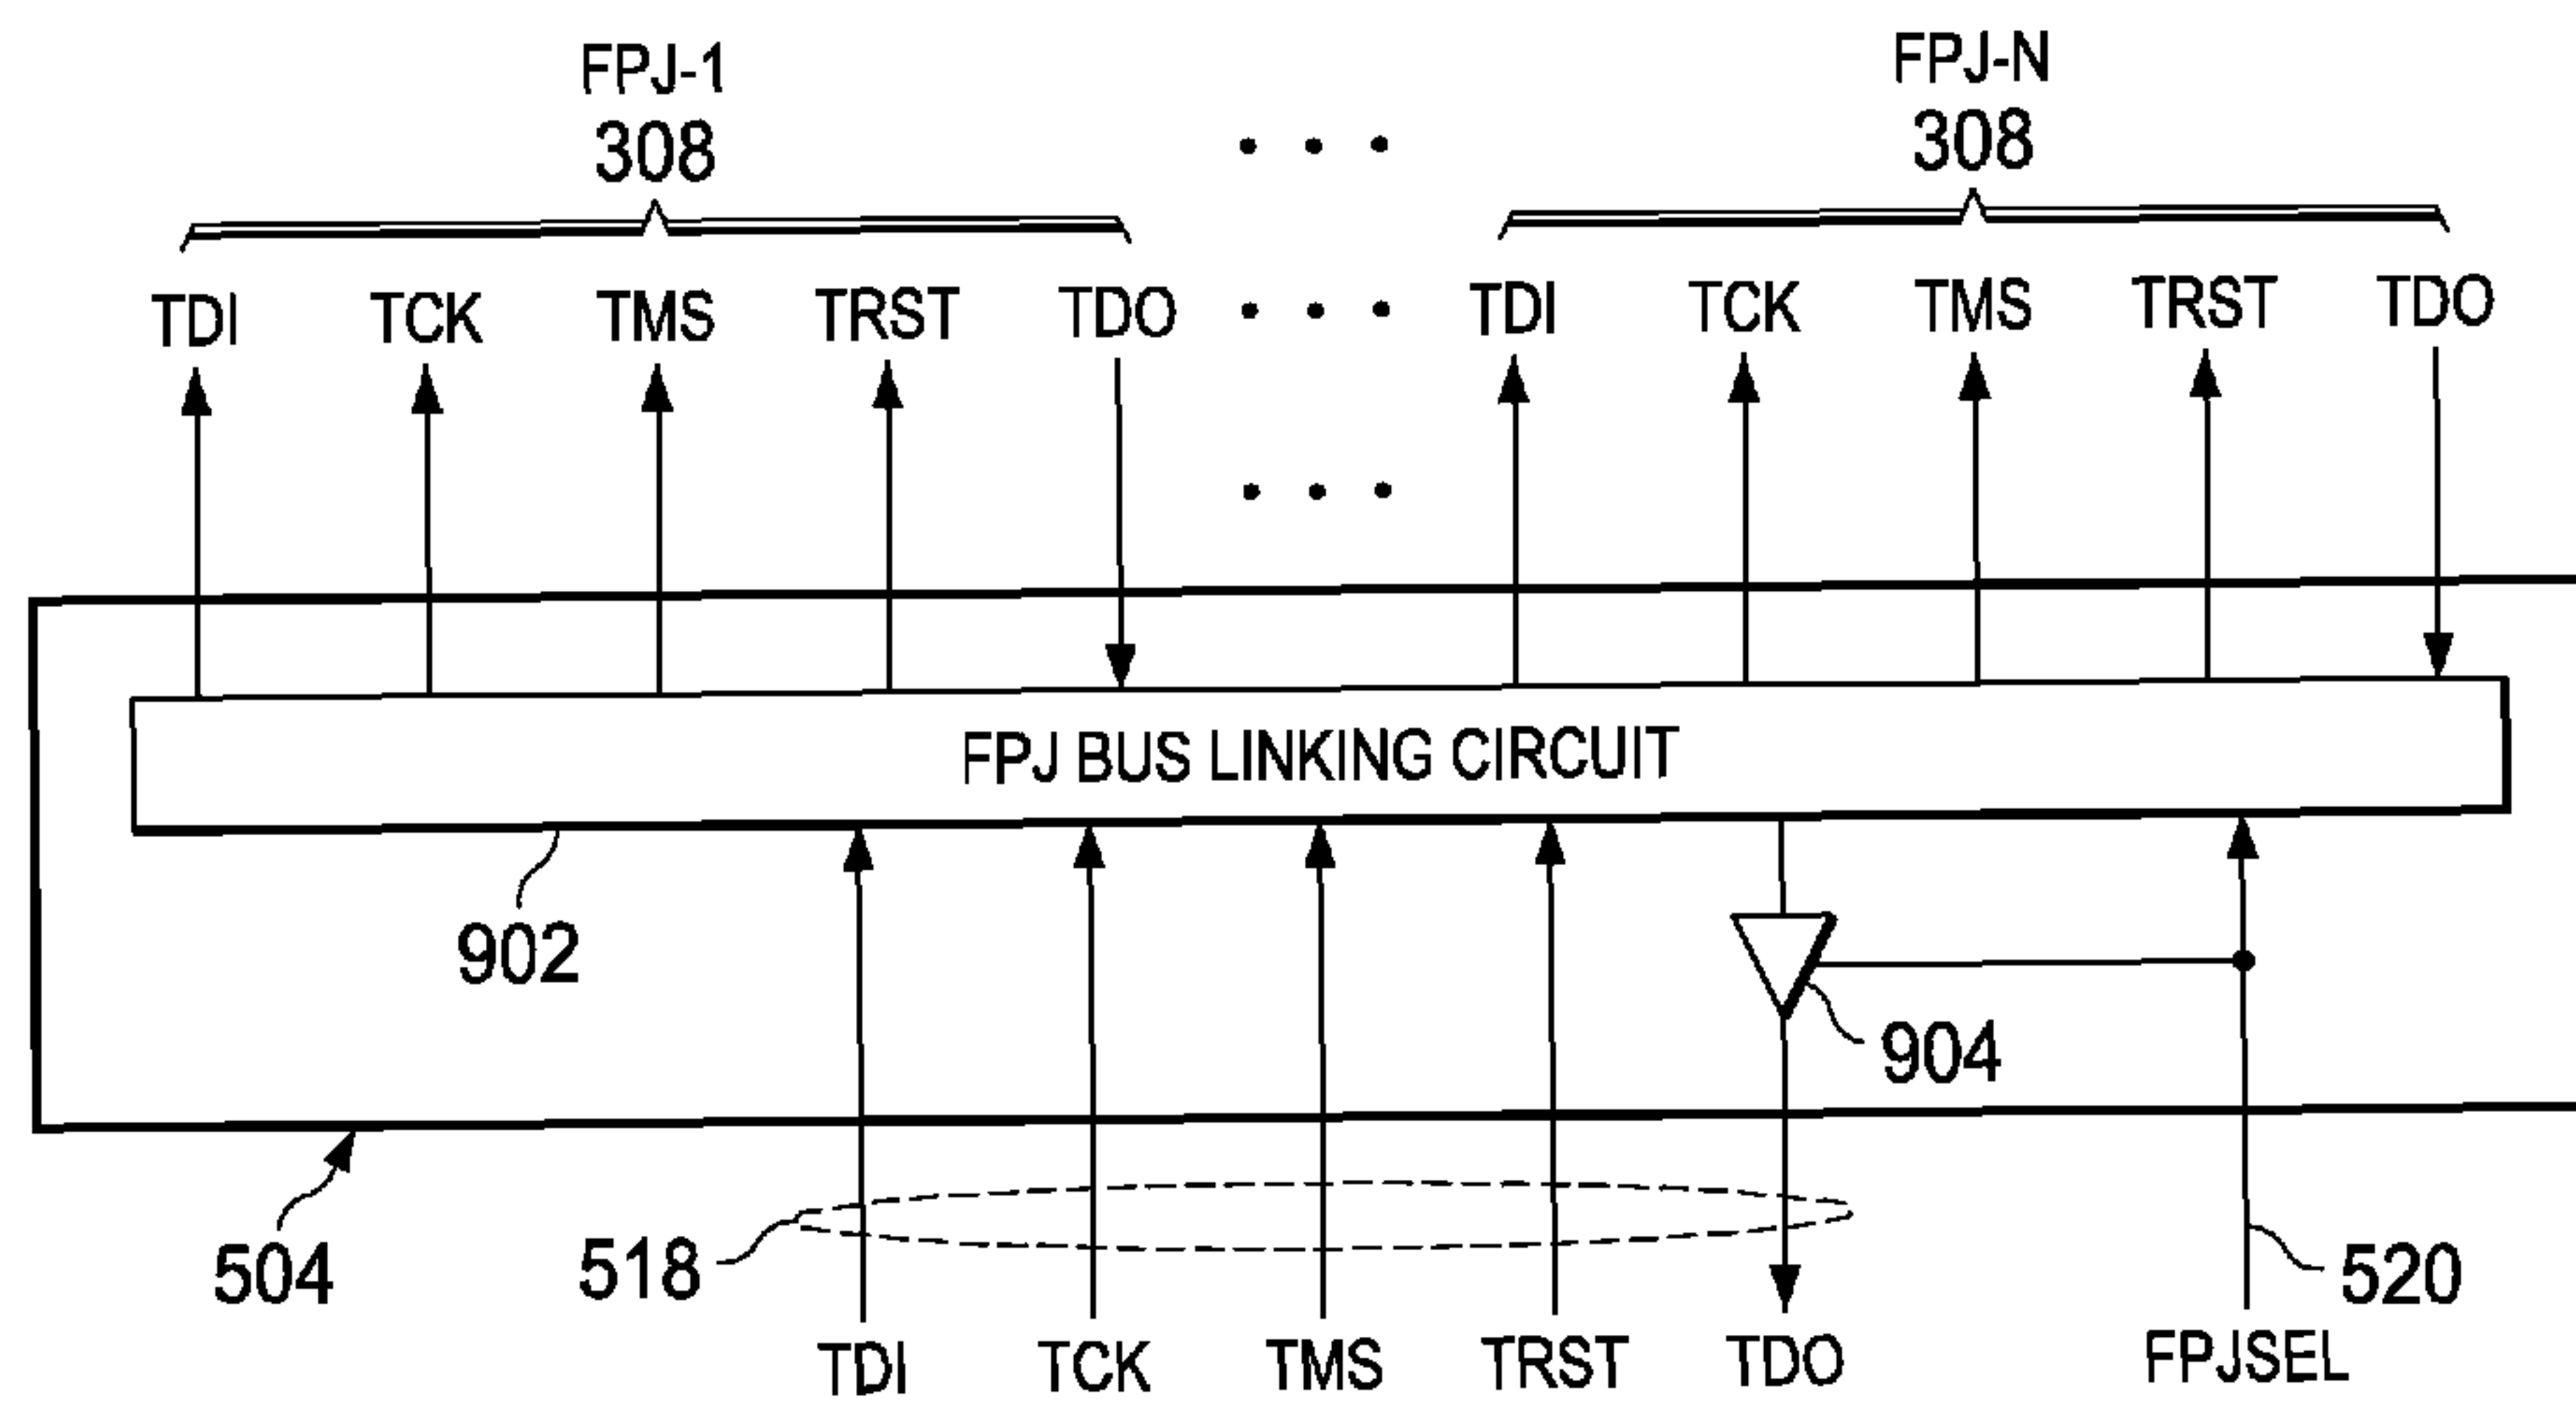 FPJ-1 FPJ-N
308 308
TDI TCK TMS TRST TDO TDI TCK TMS TRST TDO
FPJ BUS LINKING CIRCUIT
902
904
504
518
520
TDI TCK TMS TRST TDO FPJSEL